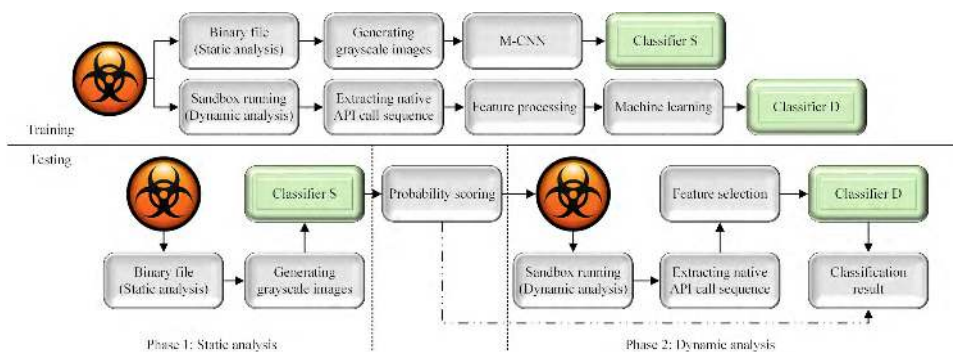 Binary file
(Static analysis)
Generating
grayscale images
M-CNN
Classifier S
Sandbox running
(Dynamic analysis)
Extracting native
API call sequence
Feature processing
Machine learning
Classifier D
Training
Testing
Classifier S
Probability scoring
Feature selection
Classifier D
Binary file
(Static analysis)
Generating
grayscale images
Sandbox running
(Dynamic analysis)
Extracting native
API call sequence
Classification
result
Phase 1: Static analysis
Phase 2: Dynamic analysis